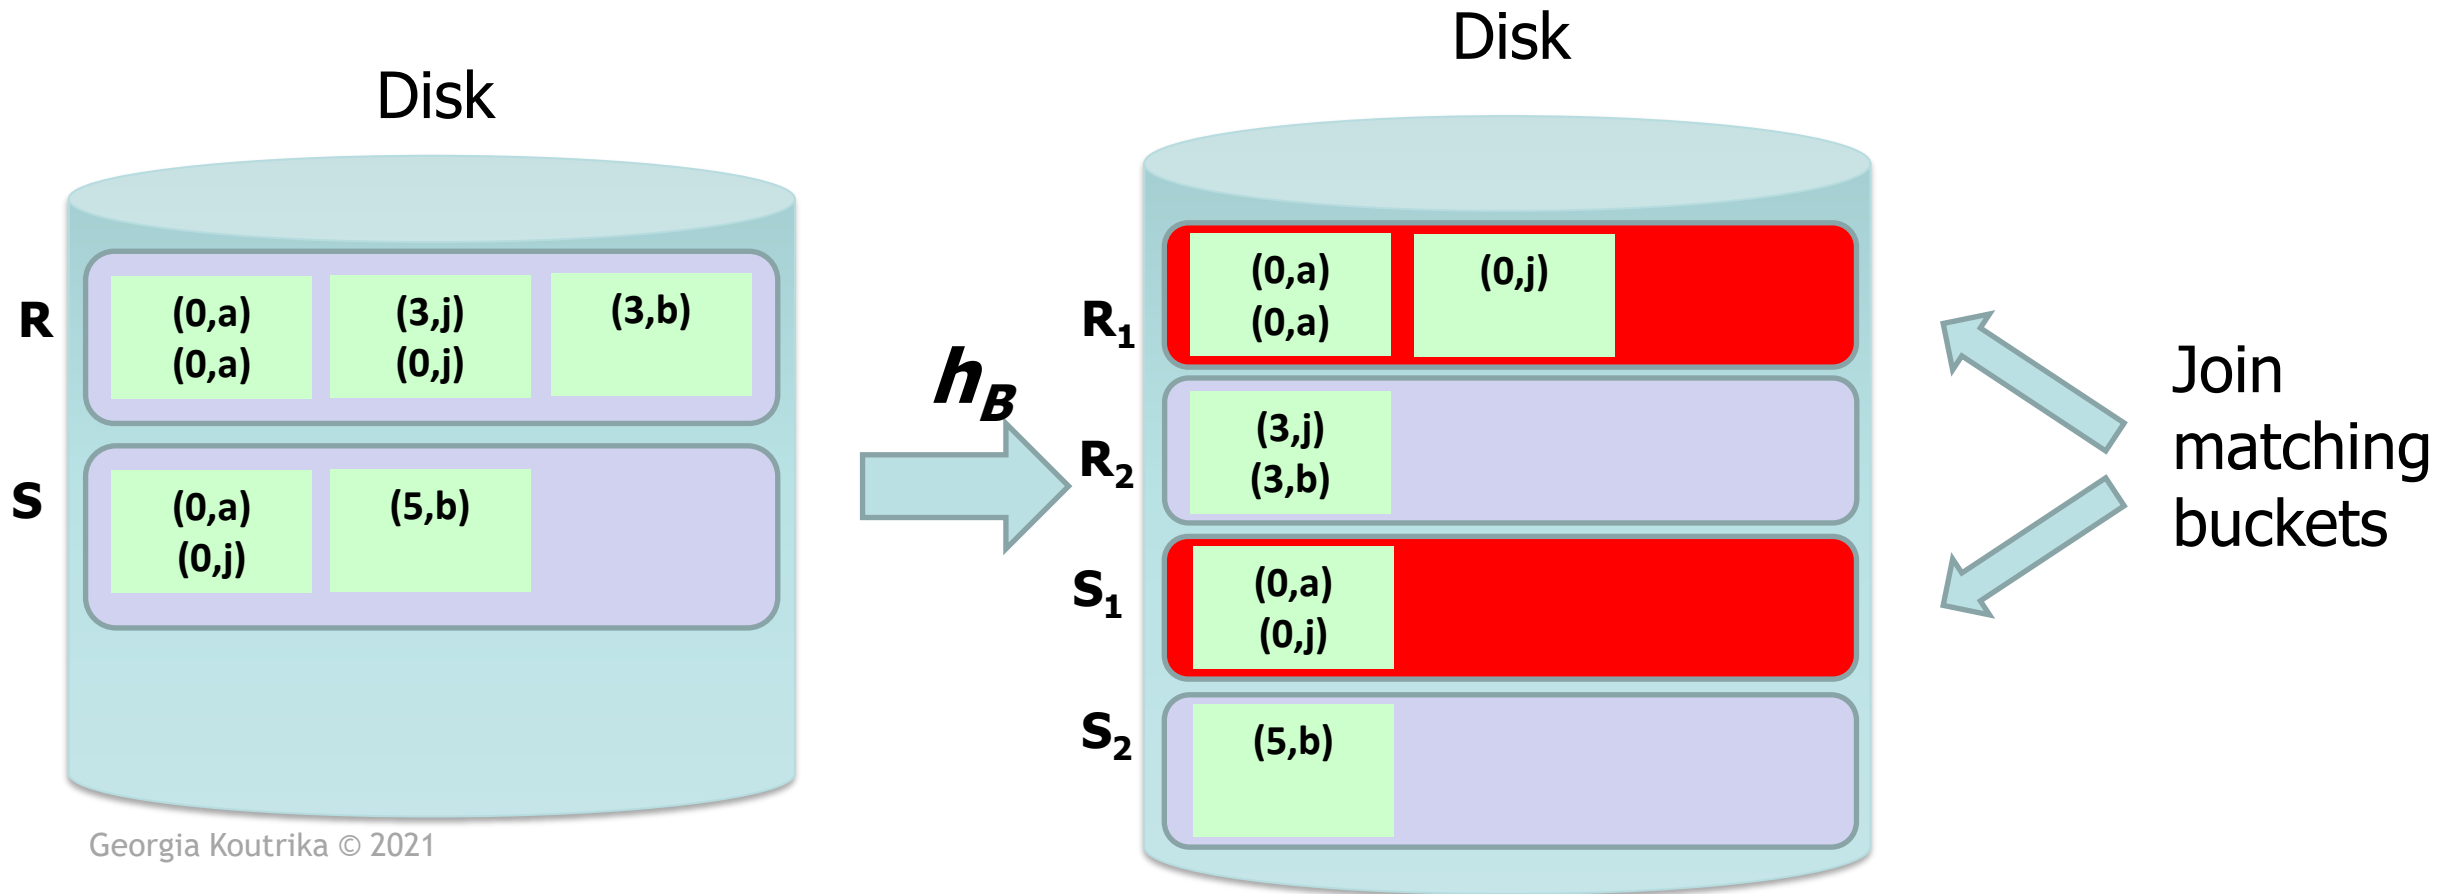 Disk
R
(0,a)
(0,a)
(3,j)
(0,j)
(3,b)
S
(0,a)
(0,j)
(5,b)
h_B
Disk
R₁
(0,a)
(0,a)
(0,j)
R₂
(3,j)
(3,b)
S₁
(0,a)
(0,j)
S₂
(5,b)
Join
matching
buckets
Georgia Koutrika © 2021